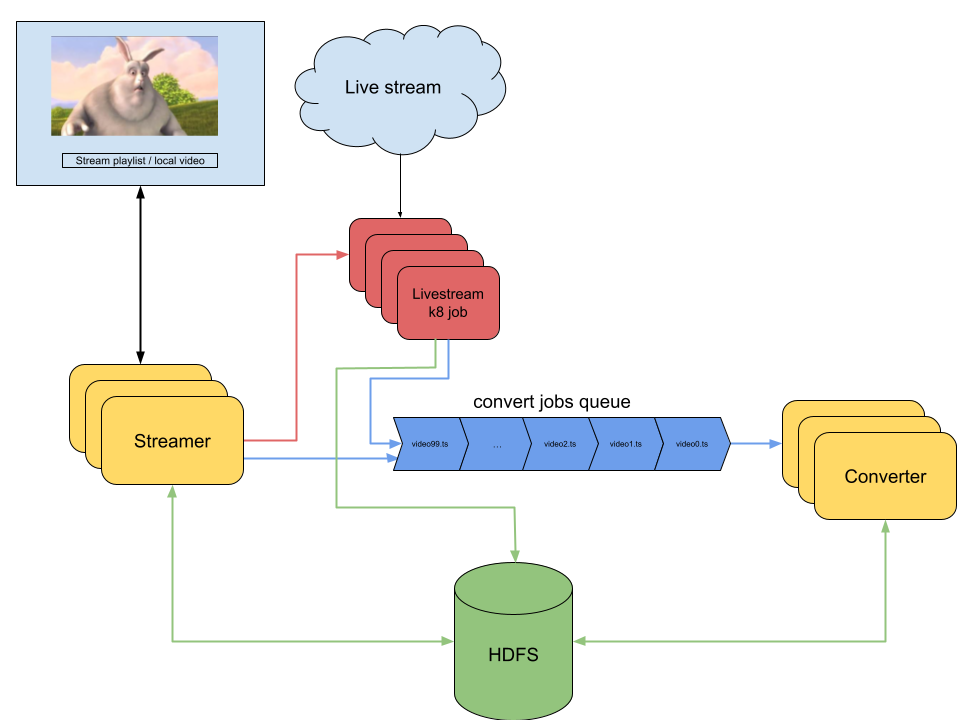 Live stream
Stream playlist / local video
Livestream
k8 job
convert jobs queue
Streamer
video99.ts
...
video2.ts
video1.ts
video0.ts
Converter
HDFS